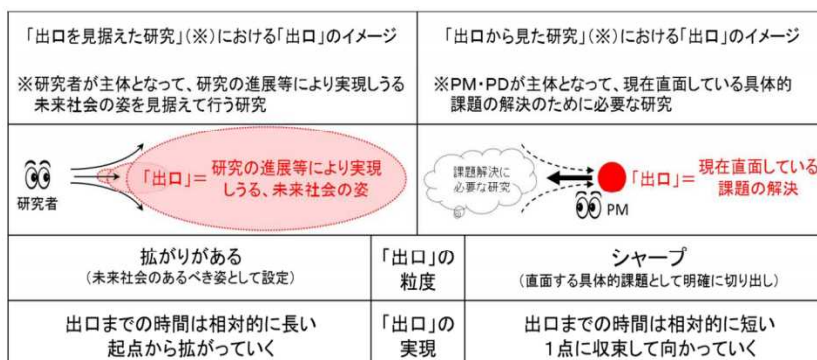 「出口を見据えた研究」(※)における「出口」のイメージ
※研究者が主体となって、研究の進展等により実現しうる
未来社会の姿を見据えて行う研究
「出口から見た研究」(※)における「出口」のイメージ
※PM・PDが主体となって、現在直面している具体的
課題の解決のために必要な研究
研究者
「出口」=
研究の進展等により実現
しうる、未来社会の姿
課題解決に
必要な研究
「出口」=
現在直面している
課題の解決
PM
拡がりがある
(未来社会のあるべき姿として設定)
「出口」の
粒度
シャープ
(直面する具体的課題として明確に切り出し)
出口までの時間は相対的に長い
起点から拡がっていく
「出口」の
実現
出口までの時間は相対的に短い
1点に収束して向かっていく